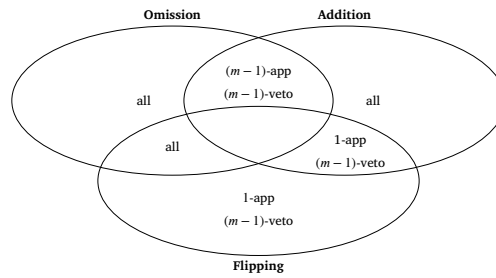 Omission
Addition
(m − 1)-app
(m − 1)-veto
all
all
all
1-app
(m − 1)-veto
1-app
(m − 1)-veto
Flipping